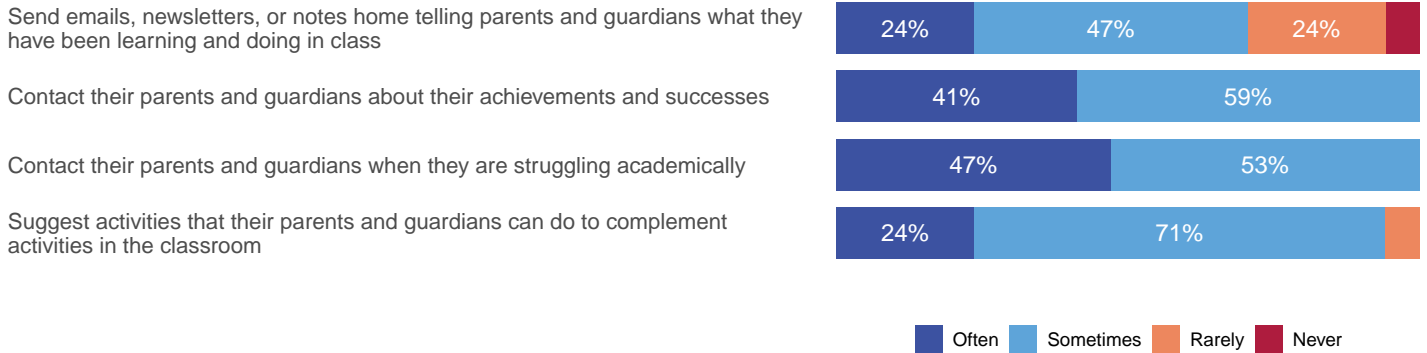 Send emails, newsletters, or notes home telling parents and guardians what they
have been learning and doing in class
24% 47% 24%
Contact their parents and guardians about their achievements and successes
41% 59%
Contact their parents and guardians when they are struggling academically
47% 53%
Suggest activities that their parents and guardians can do to complement
activities in the classroom
24% 71%
Often Sometimes Rarely Never